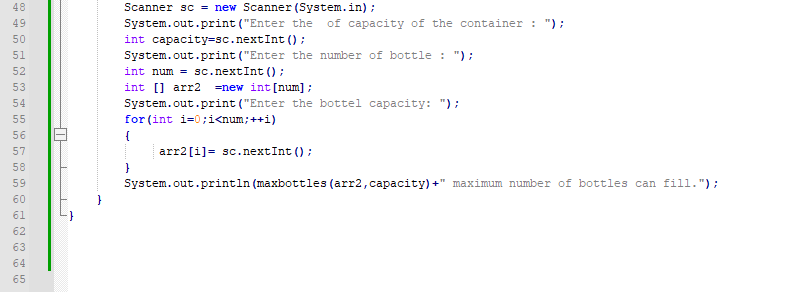 48 Scanner sc = new Scanner(System.in);
49 System.out.print("Enter the  of capacity of the container : ");
50 int capacity=sc.nextInt();
51 System.out.print("Enter the number of bottle : ");
52 int num = sc.nextInt();
53 int [] arr2  =new int[num];
54 System.out.print("Enter the bottel capacity: ");
55 for(int i=0;i<num;++i)
56 {
57 arr2[i]= sc.nextInt();
58 }
59 System.out.println(maxbottles(arr2,capacity)+" maximum number of bottles can fill.");
60 }
61 }
62
63
64
65